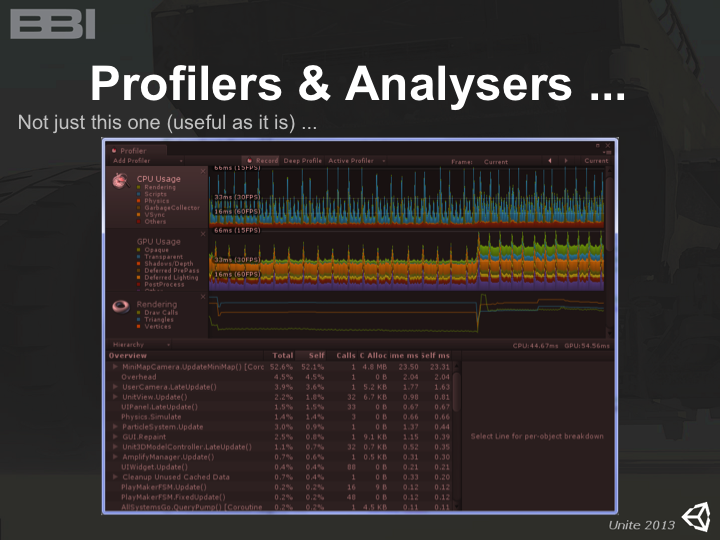 BBI
Profilers & Analysers ...
Not just this one (useful as it is) ...
Profiler
Add Profiler Record Deep Profile Active Profiler Frame: Current Current
CPU Usage
Rendering
Scripts
Physics
GarbageCollector
VSync
Others
66ms (15FPS)
33ms (30FPS)
16ms (60FPS)
GPU Usage
Opaque
Transparent
Shadows/Depth
Deferred PrePass
Deferred Lighting
PostProcess
66ms (15FPS)
33ms (30FPS)
16ms (60FPS)
Rendering
Draw Calls
Triangles
Vertices
Hierarchy CPU:44.67ms GPU:54.56ms
Overview Total Self Calls C Alloc ime ms elf ms
MiniMapCamera.UpdateMiniMap() [Corc 52.6% 52.1% 1 4.8 MB 23.50 23.31
Overhead 4.5% 4.5% 1 0 B 2.04 2.04
UserCamera.LateUpdate() 3.9% 3.6% 1 5.2 KB 1.77 1.63
UnitView.Update() 2.2% 1.8% 32 6.7 KB 0.98 0.81
UIPanel.LateUpdate() 1.5% 1.5% 33 0 B 0.67 0.67
Physics.Simulate 1.4% 1.4% 3 0 B 0.66 0.66
ParticleSystem.Update 3.0% 0.9% 1 0 B 1.37 0.44
GUI.Repaint 2.5% 0.8% 1 9.1 KB 1.15 0.39
Unit3DModelController.LateUpdate() 1.1% 0.7% 32 0.7 KB 0.52 0.35
AmplifyManager.Update() 0.7% 0.6% 1 0.5 KB 0.31 0.30
UIWidget.Update() 0.4% 0.4% 88 0 B 0.21 0.21
Cleanup Unused Cached Data 0.7% 0.4% 1 0 B 0.33 0.20
PlayMakerFSM.Update() 0.2% 0.2% 16 9 B 0.12 0.12
PlayMakerFSM.FixedUpdate() 0.2% 0.2% 48 0 B 0.12 0.12
AllSystemsGo.QueryPump() [Coroutine 0.2% 0.2% 1 4.5 KB 0.11 0.11
Select Line for per-object breakdown
Unite 2013